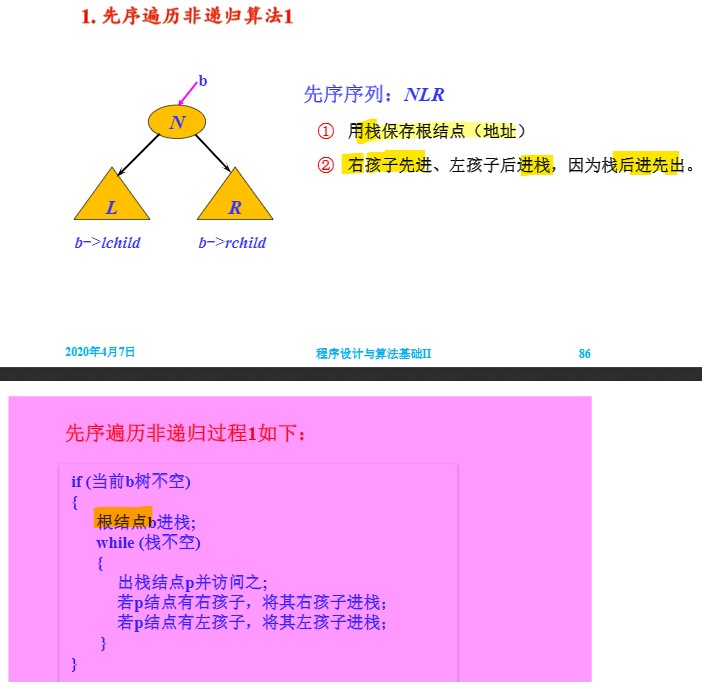 1. 先序遍历非递归算法1
b
先序序列：NLR
N
① 用栈保存根结点（地址）
② 右孩子先进、左孩子后进栈，因为栈后进先出。
L
R
b->lchild
b->rchild
2020年4月7日
程序设计与算法基础II
86
先序遍历非递归过程1如下：
if (当前b树不空)
{
根结点b进栈;
while (栈不空)
{
出栈结点p并访问之;
若p结点有右孩子，将其右孩子进栈;
若p结点有左孩子，将其左孩子进栈;
}
}